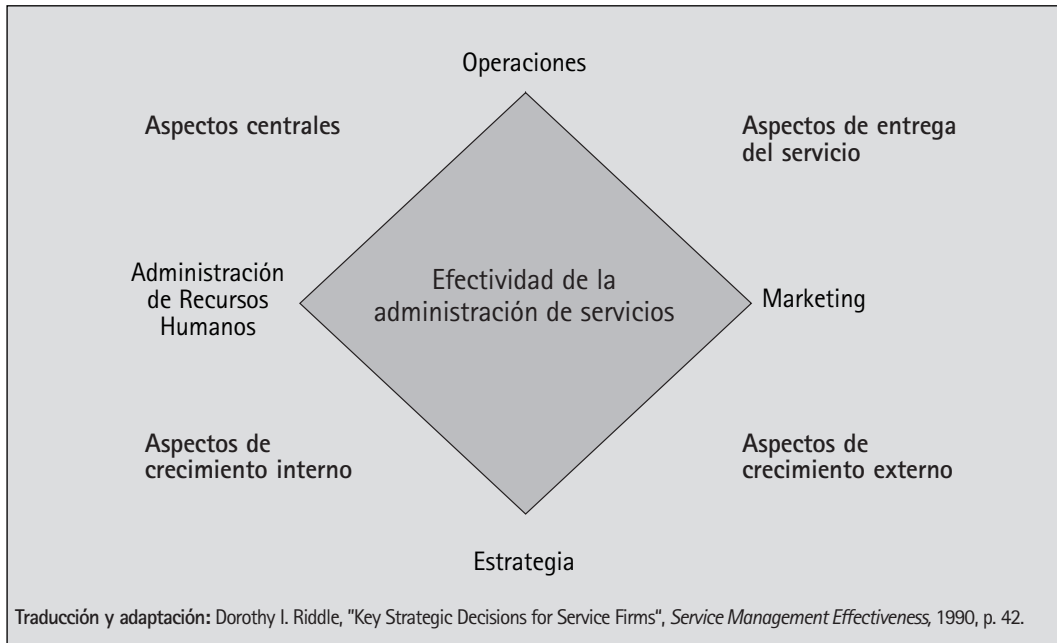 Operaciones
Aspectos centrales
Aspectos de entrega
del servicio
Administración
de Recursos
Humanos
Efectividad de la
administración de servicios
Marketing
Aspectos de
crecimiento interno
Aspectos de
crecimiento externo
Estrategia
Traducción y adaptación: Dorothy I. Riddle, "Key Strategic Decisions for Service Firms", Service Management Effectiveness, 1990, p. 42.